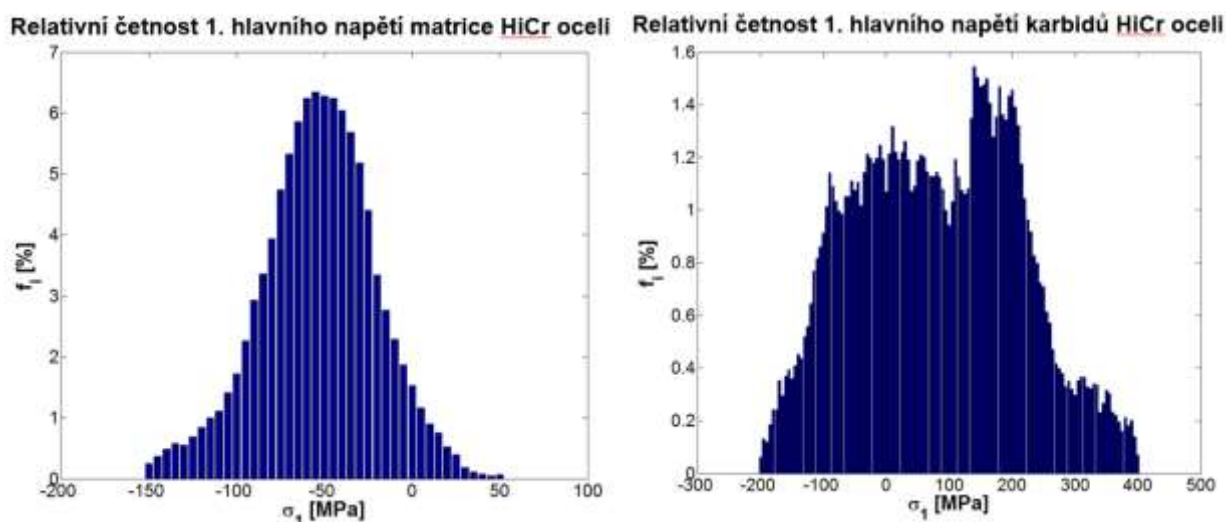 Relativní četnost 1. hlavního napětí matrice HiCr oceli
7
6
5
4
3
2
1
0
f_i [%]
-200 -150 -100 -50 0 50 100
σ_1 [MPa]
Relativní četnost 1. hlavního napětí karbidů HiCr oceli
1.6
1.4
1.2
1
0.8
0.6
0.4
0.2
0
f_i [%]
-300 -200 -100 0 100 200 300 400 500
σ_1 [MPa]